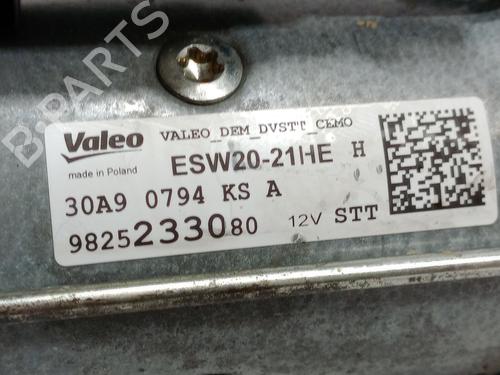 B-PARTS
Valeo
VALEO_DEM_DVSTT_CEMO
made in Poland
ESW20-21HE H
30A9 0794 KS A
9825233080
12V STT